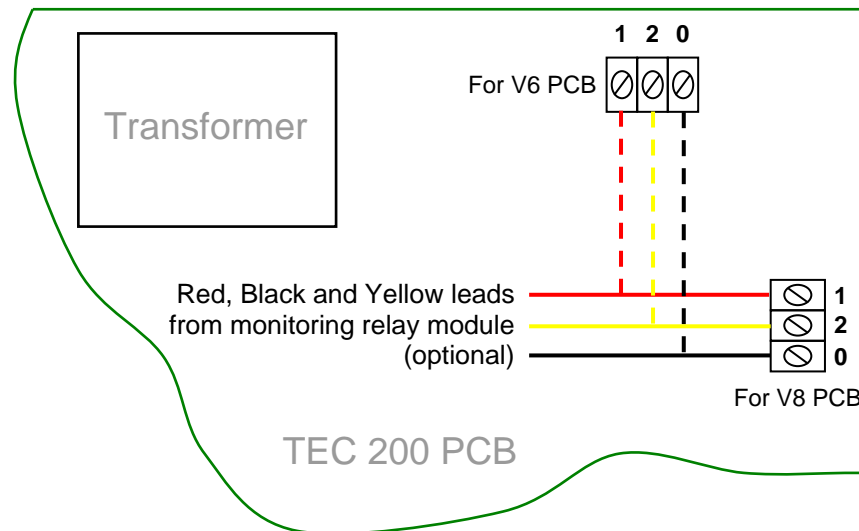 1 2 0
For V6 PCB
Transformer
Red, Black and Yellow leads
from monitoring relay module
(optional)
1
2
0
For V8 PCB
TEC 200 PCB